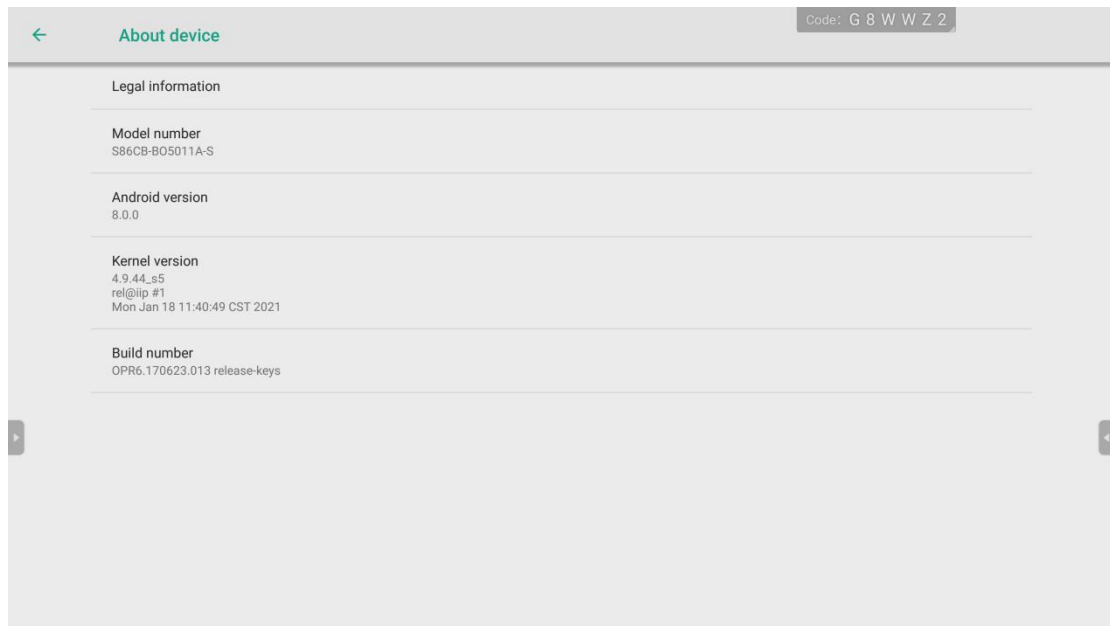 About device
Code: G 8 W W Z 2
Legal information
Model number
S86CB-BO5011A-S
Android version
8.0.0
Kernel version
4.9.44_s5
rel@iip #1
Mon Jan 18 11:40:49 CST 2021
Build number
OPR6.170623.013 release-keys